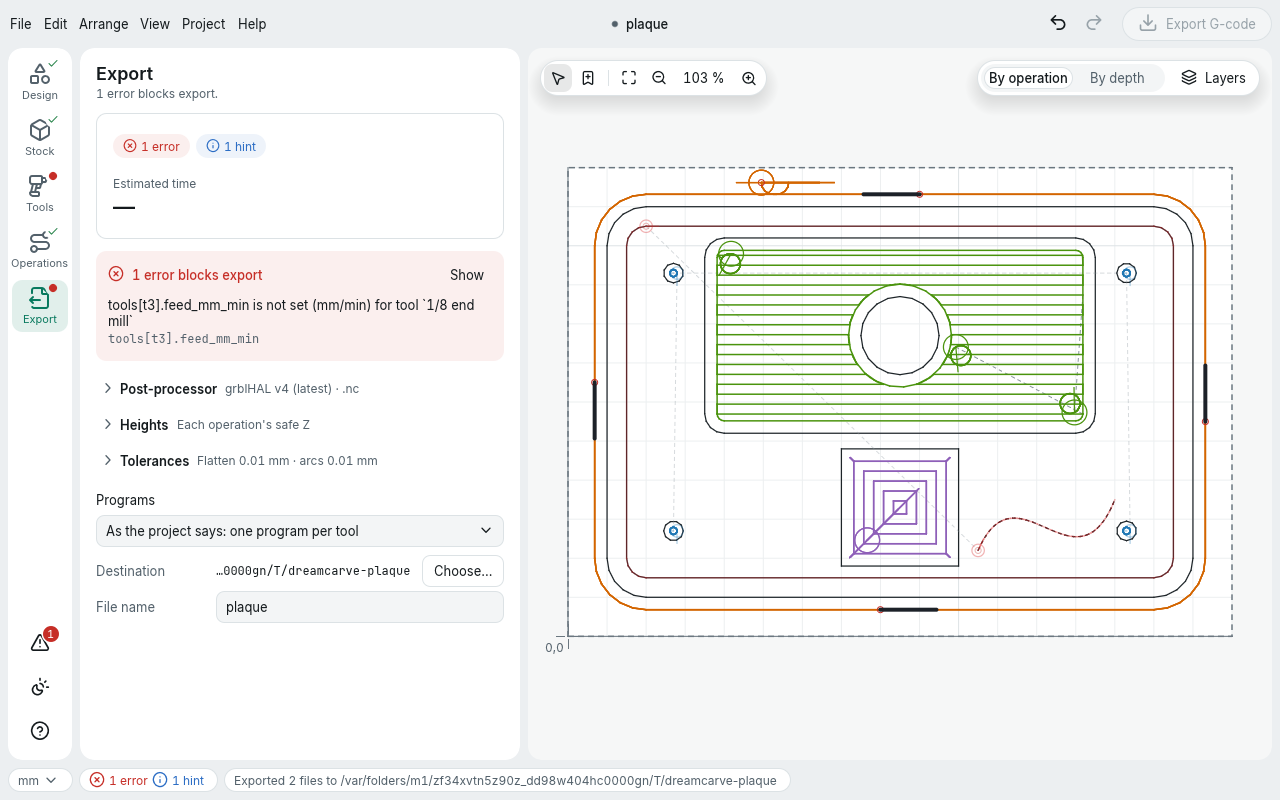 File Edit Arrange View Project Help
plaque
Export G-code
Design
Stock
Tools
Operations
Export
1
Export
1 error blocks export.
1 error
1 hint
Estimated time
—
1 error blocks export
Show
tools[t3].feed_mm_min is not set (mm/min) for tool `1/8 end
mill`
tools[t3].feed_mm_min
Post-processor grblHAL v4 (latest) · .nc
Heights Each operation's safe Z
Tolerances Flatten 0.01 mm · arcs 0.01 mm
Programs
As the project says: one program per tool
Destination …0000gn/T/dreamcarve-plaque Choose...
File name plaque
103 %
By operation By depth Layers
0,0
mm
1 error 1 hint
Exported 2 files to /var/folders/m1/zf34xvtn5z90z_dd98w404hc0000gn/T/dreamcarve-plaque